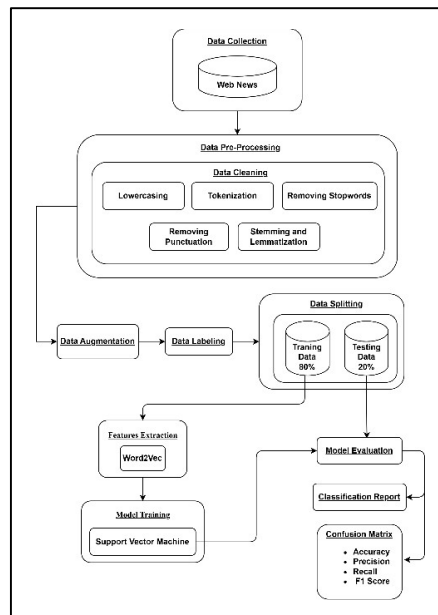 Data Collection
Web News
Data Pre-Processing
Data Cleaning
Lowercasing
Tokenization
Removing Stopwords
Removing
Punctuation
Stemming and
Lemmatization
Data Augmentation
Data Labeling
Data Splitting
Traning
Data
80%
Testing
Data
20%
Features Extraction
Word2Vec
Model Training
Support Vector Machine
Model Evaluation
Classification Report
Confusion Matrix
• Accuracy
• Precision
• Recall
• F1 Score